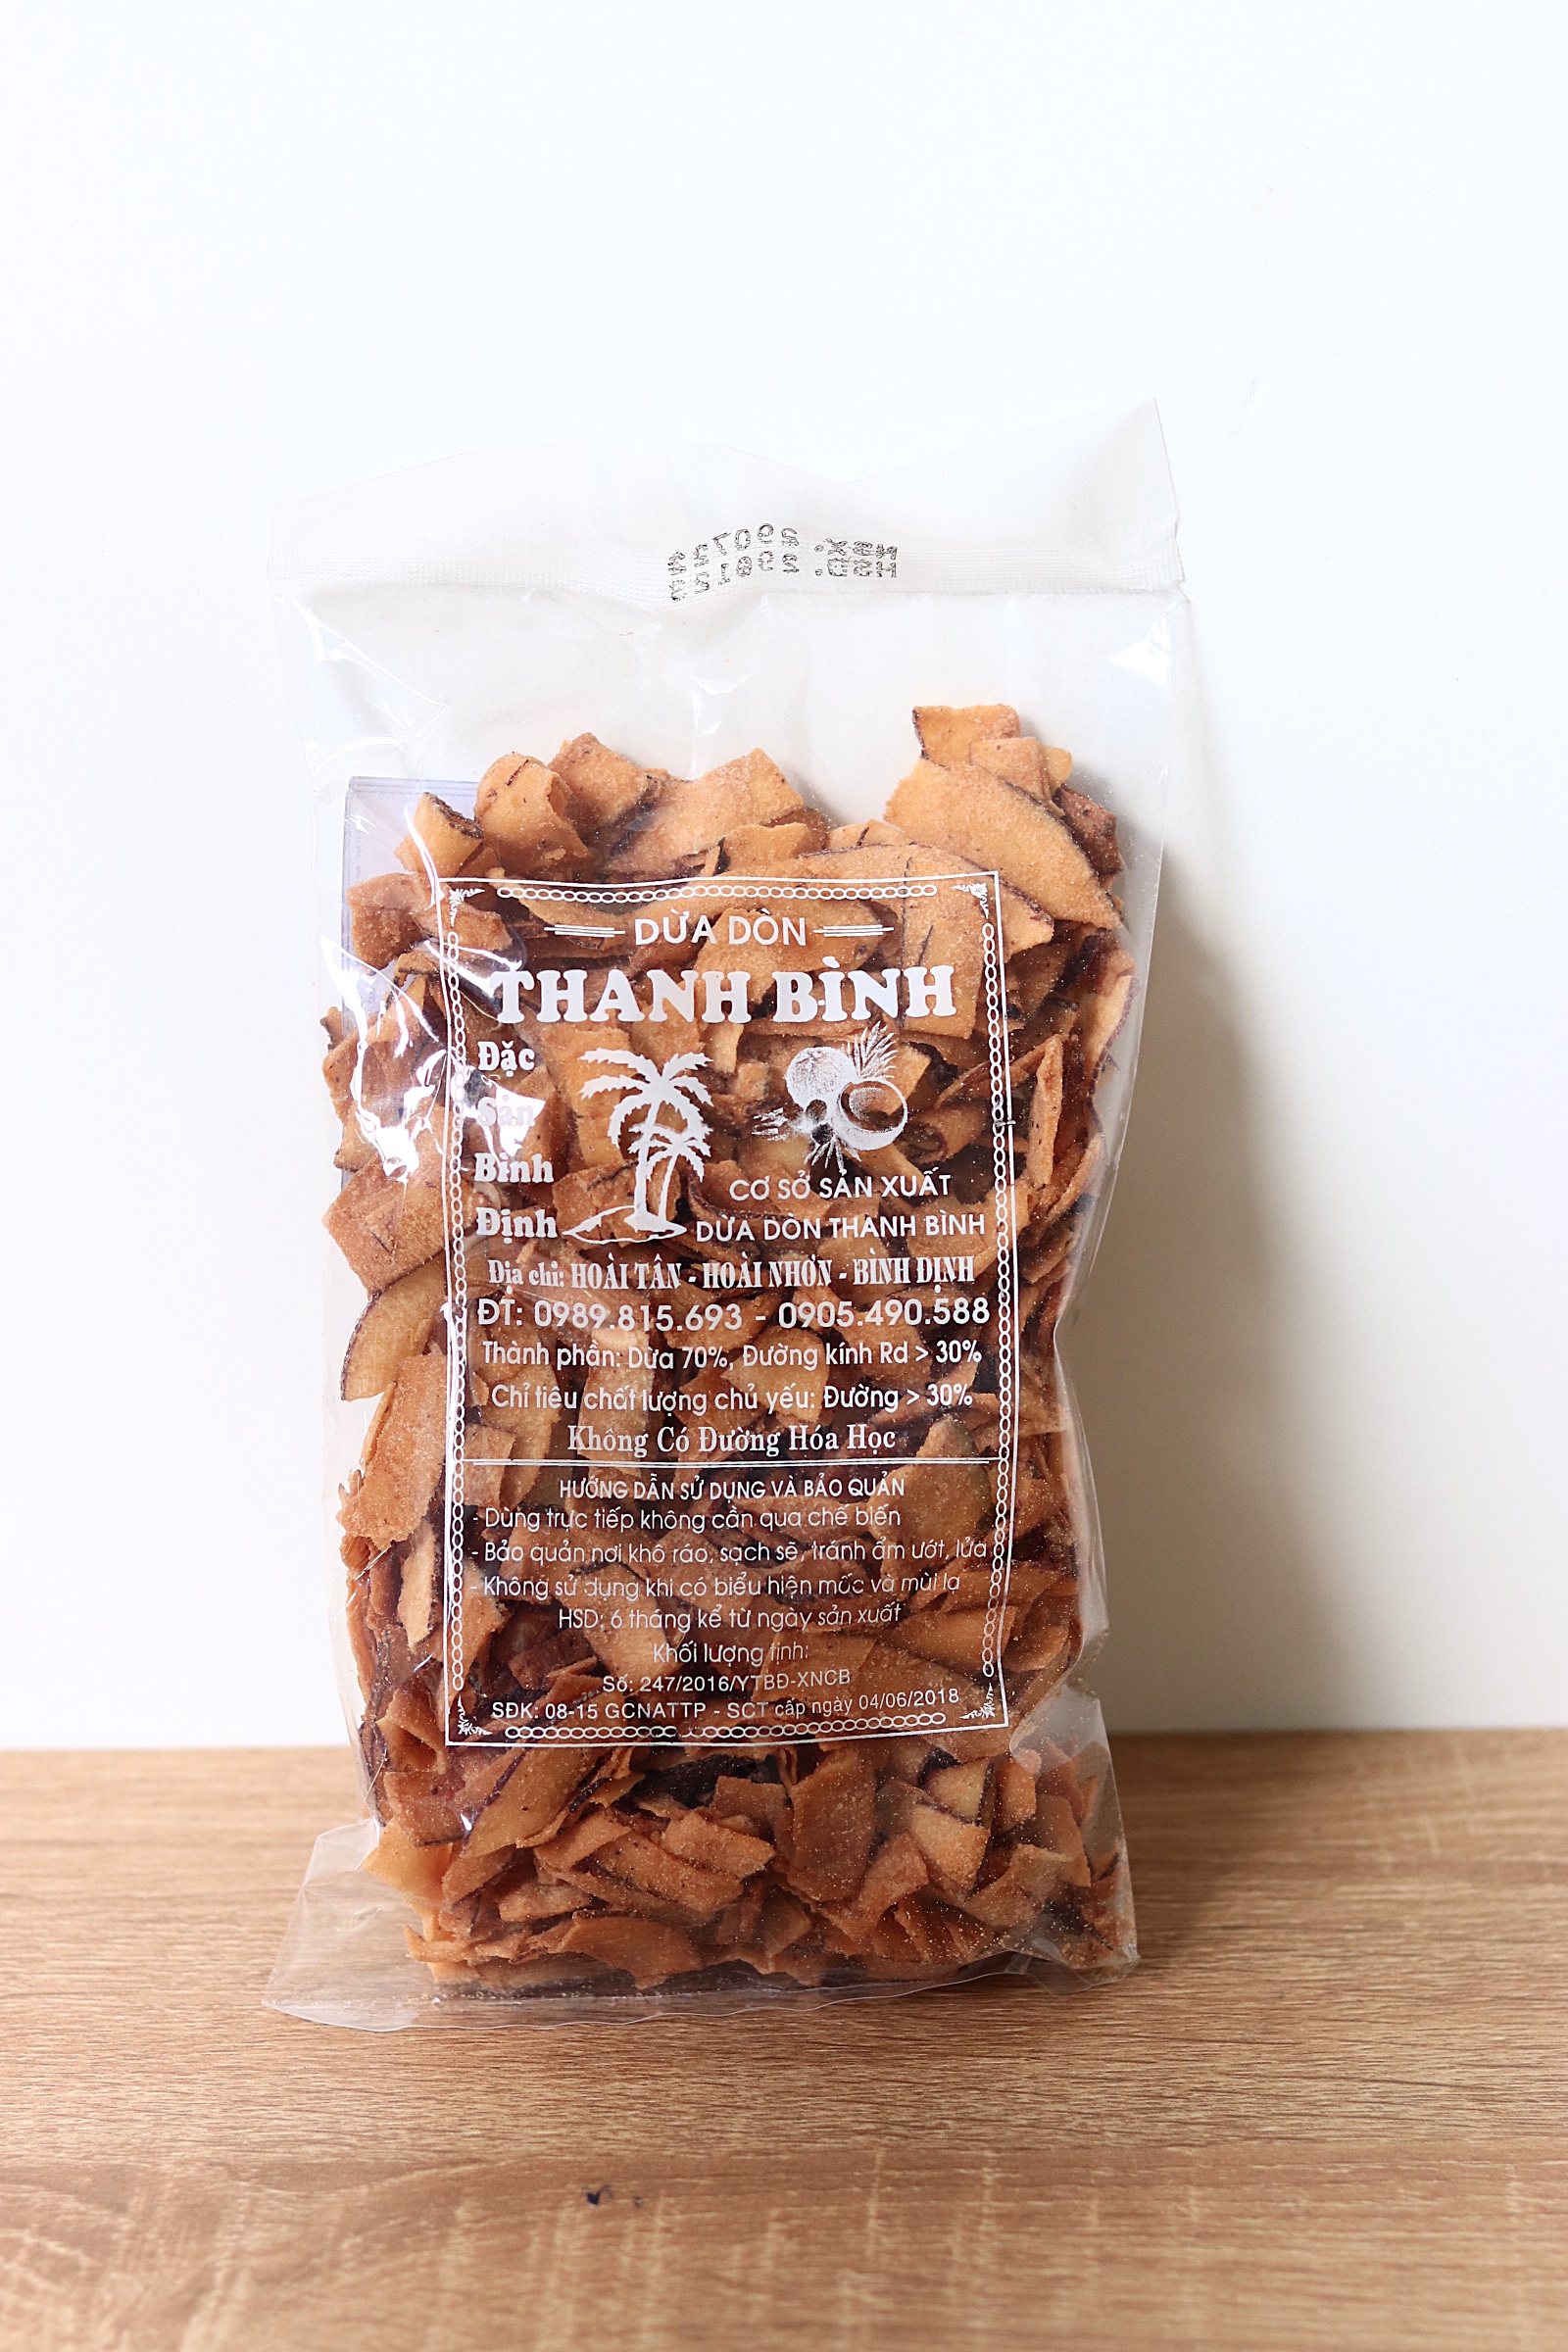 DỪA DÒN
THANH BÌNH
Đặc
Sản
Bình
Định
CƠ SỞ SẢN XUẤT
DỪA DÒN THANH BÌNH
Địa chỉ: HOÀI TÂN - HOÀI NHƠN - BÌNH ĐỊNH
ĐT: 0989.815.693 - 0905.490.588
Thành phần: Dừa 70%, Đường kính Rd > 30%
Chỉ tiêu chất lượng chủ yếu: Đường > 30%
Không Có Đường Hóa Học
HƯỚNG DẪN SỬ DỤNG VÀ BẢO QUẢN
- Dùng trực tiếp không cần qua chế biến
- Bảo quản nơi khô ráo, sạch sẽ, tránh ẩm ướt, lửa
- Không sử dụng khi có biểu hiện mốc và mùi lạ
HSD: 6 tháng kể từ ngày sản xuất
Khối lượng tịnh:
Số: 247/2016/YTBĐ-XNCB
SĐK: 08-15 GCNATTP - SCT cấp ngày 04/06/2018